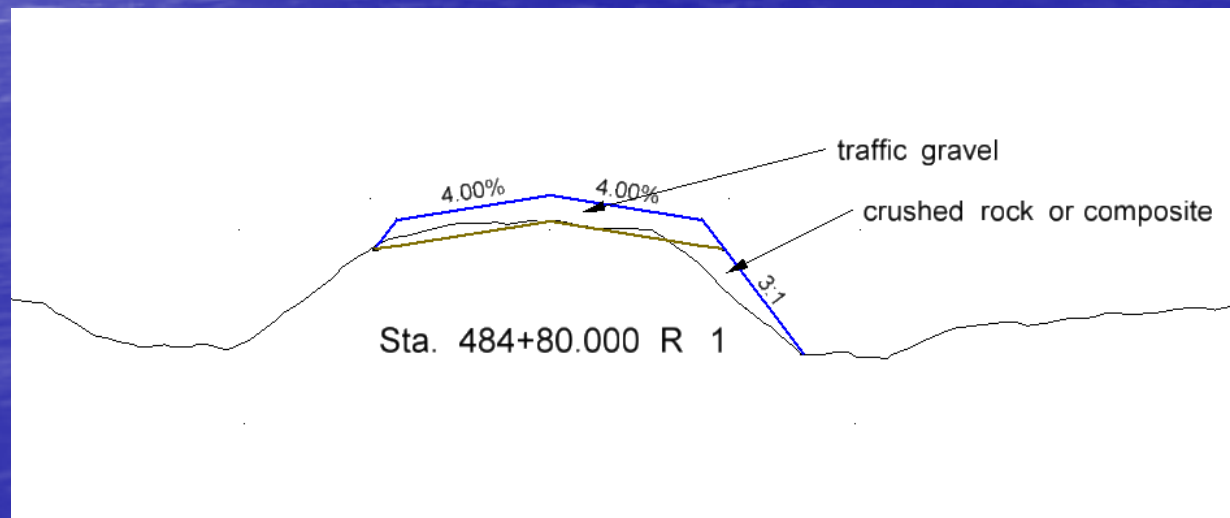 traffic gravel
4.00% 4.00%
crushed rock or composite
3:1
Sta. 484+80.000 R 1